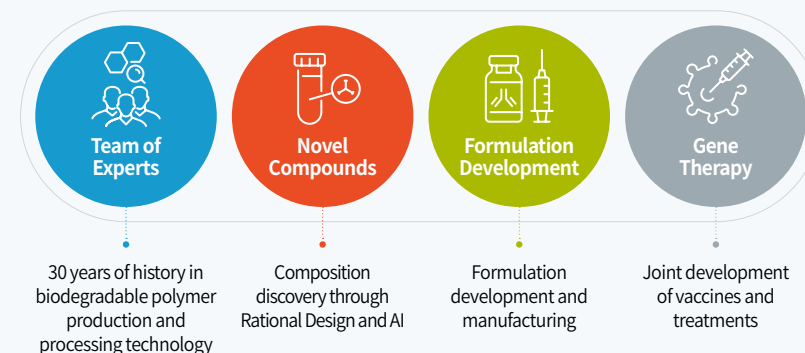 Team of
Experts
Novel
Compounds
Formulation
Development
Gene
Therapy
30 years of history in
biodegradable polymer
production and
processing technology
Composition
discovery through
Rational Design and AI
Formulation
development and
manufacturing
Joint development
of vaccines and
treatments